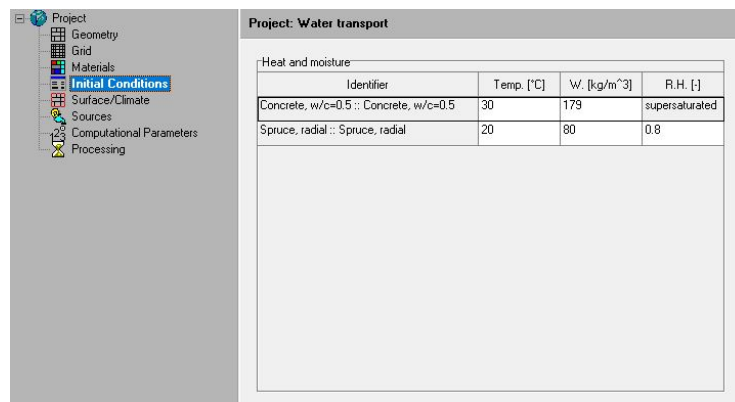 Project
Geometry
Grid
Materials
Initial Conditions
Surface/Climate
Sources
Computational Parameters
Processing
Project: Water transport
Heat and moisture
Identifier Temp. [°C] W. [kg/m^3] R.H. [-]
Concrete, w/c=0.5 :: Concrete, w/c=0.5 30 179 supersaturated
Spruce, radial :: Spruce, radial 20 80 0.8